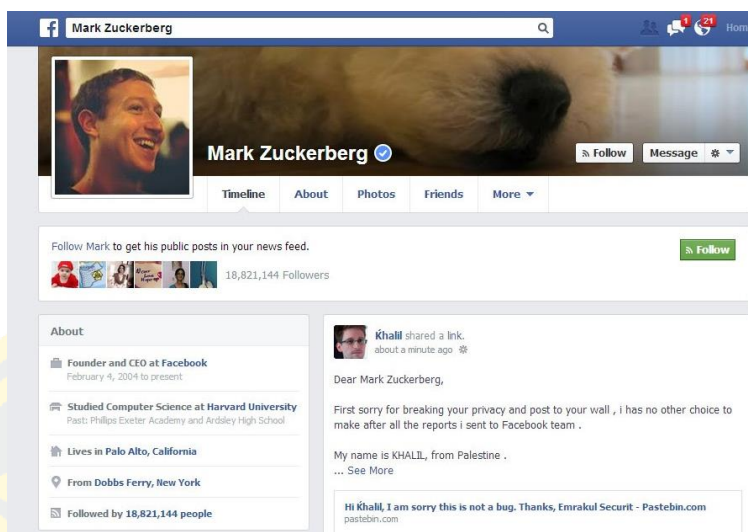 Mark Zuckerberg
1
21
Home
Mark Zuckerberg
Follow
Message
Timeline
About
Photos
Friends
More
Follow Mark to get his public posts in your news feed.
Follow
18,821,144 Followers
About
Founder and CEO at Facebook
February 4, 2004 to present
Studied Computer Science at Harvard University
Past: Phillips Exeter Academy and Ardsley High School
Lives in Palo Alto, California
From Dobbs Ferry, New York
Followed by 18,821,144 people
Ќhalil shared a link.
about a minute ago
Dear Mark Zuckerberg,
First sorry for breaking your privacy and post to your wall , i has no other choice to
make after all the reports i sent to Facebook team .
My name is KHALIL, from Palestine .
... See More
Hi Ќhalil, I am sorry this is not a bug. Thanks, Emrakul Securit - Pastebin.com
pastebin.com